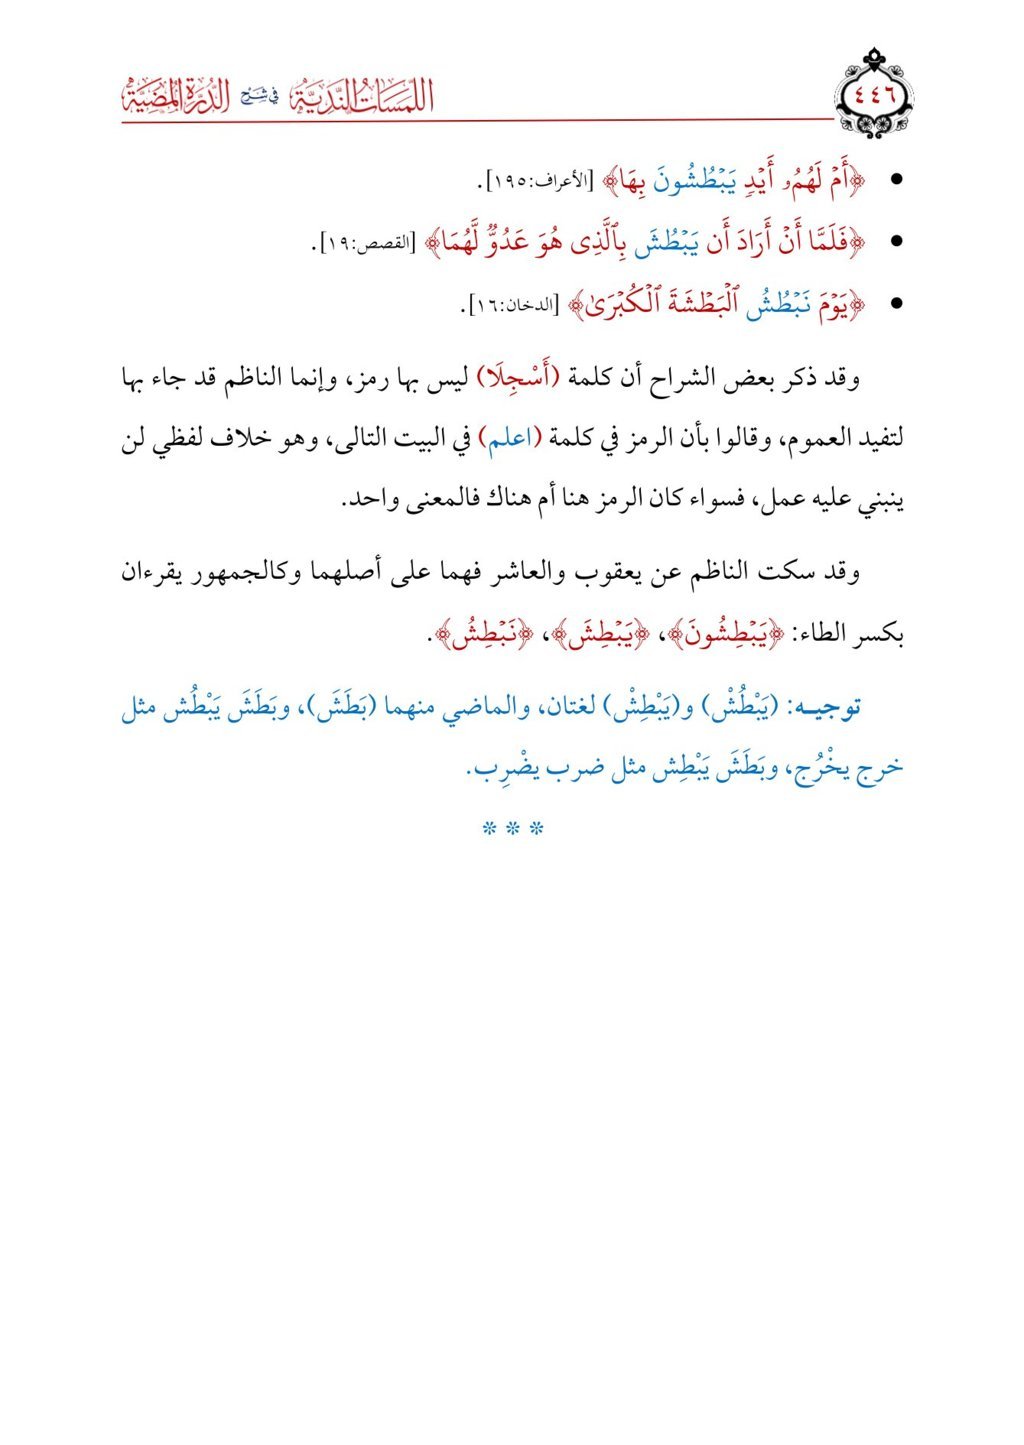 اللمسات الندية في شرح الدرة المضية
٤٤٦
• ﴿أَمۡ لَهُمُۥ أَيۡدٖ يَبۡطُشُونَ بِهَا﴾ [الأعراف:١٩٥].
• ﴿فَلَمَّا أَنۡ أَرَادَ أَن يَبۡطُشَ بِٱلَّذِى هُوَ عَدُوّٞ لَّهُمَا﴾ [القصص:١٩].
• ﴿يَوۡمَ نَبۡطُشُ ٱلۡبَطۡشَةَ ٱلۡكُبۡرَىٰ﴾ [الدخان:١٦].
وقد ذكر بعض الشراح أن كلمة (أَسْجِلَا) ليس بها رمز، وإنما الناظم قد جاء بها
لتفيد العموم، وقالوا بأن الرمز في كلمة (اعلم) في البيت التالى، وهو خلاف لفظي لن
ينبني عليه عمل، فسواء كان الرمز هنا أم هناك فالمعنى واحد.
وقد سكت الناظم عن يعقوب والعاشر فهما على أصلهما وكالجمهور يقرءان
بكسر الطاء: ﴿يَبۡطِشُونَ﴾، ﴿يَبۡطِشَ﴾، ﴿نَبۡطِشُ﴾.
توجيـه: (يَبْطُشْ) و(يَبْطِشْ) لغتان، والماضي منهما (بَطَشَ)، وبَطَشَ يَبْطُش مثل
خرج يخْرُج، وبَطَشَ يَبْطِش مثل ضرب يضْرِب.
* * *